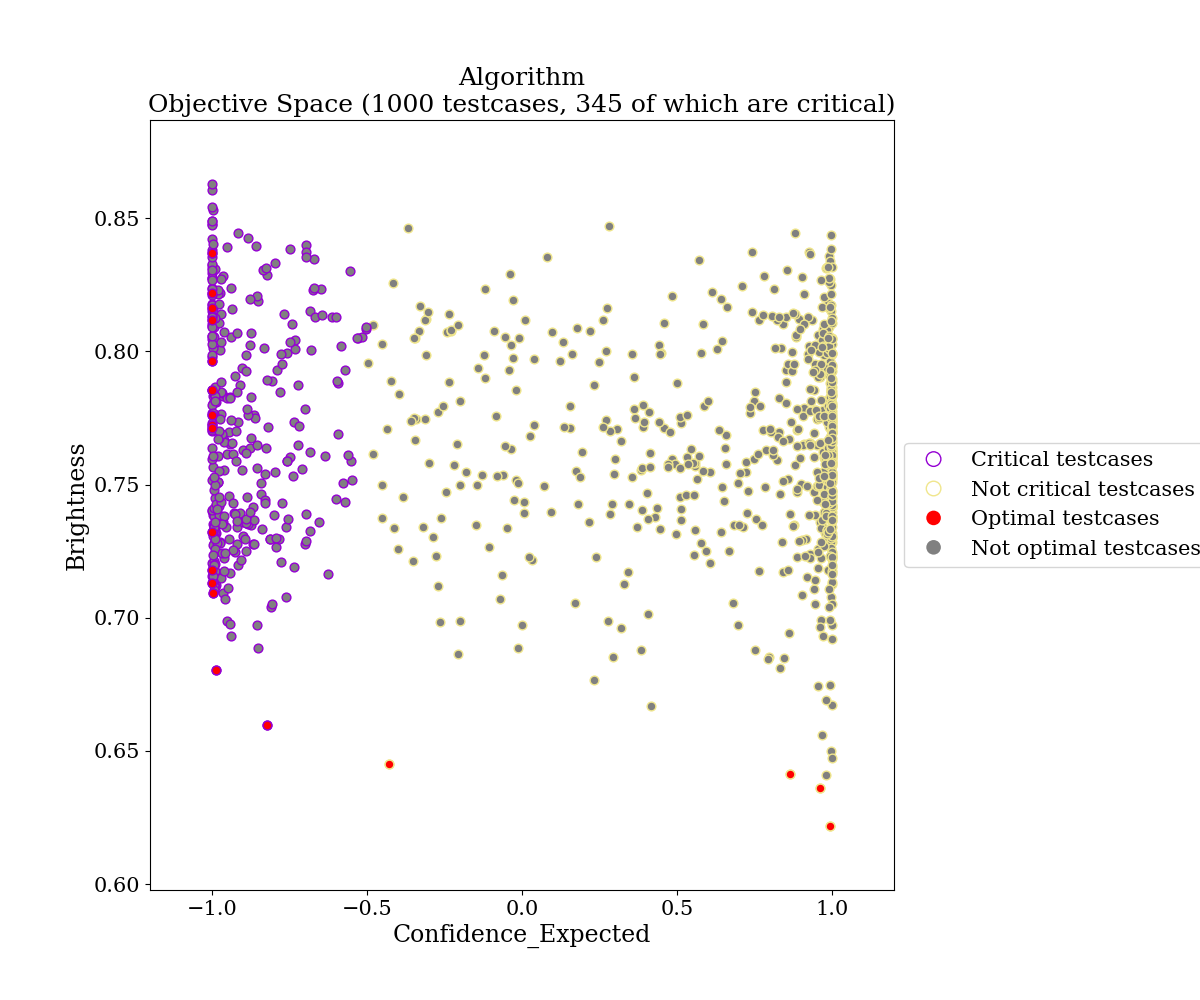 Algorithm
Objective Space (1000 testcases, 345 of which are critical)
Brightness
0.85
0.80
0.75
0.70
0.65
0.60
−1.0
−0.5
0.0
0.5
1.0
Confidence_Expected
Critical testcases
Not critical testcases
Optimal testcases
Not optimal testcases